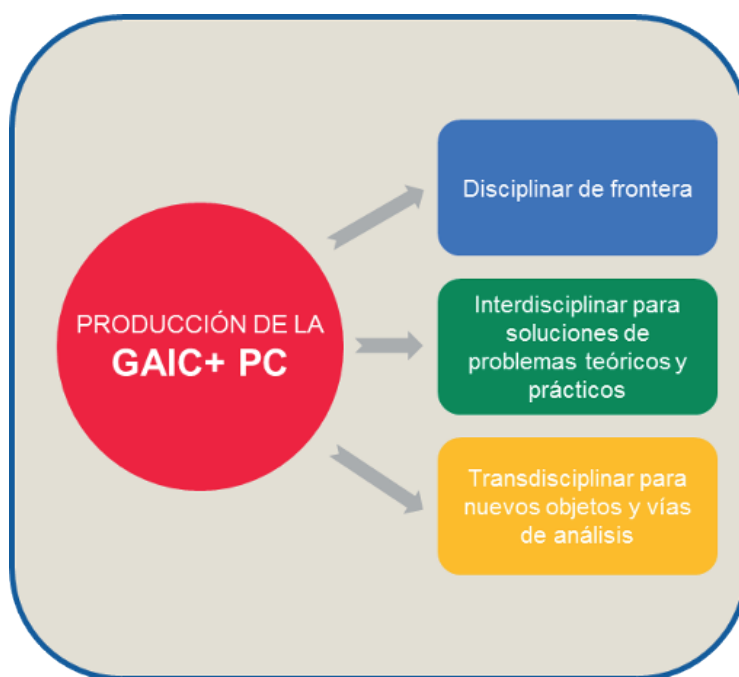 PRODUCCIÓN DE LA
GAIC+ PC
Disciplinar de frontera
Interdisciplinar para
soluciones de
problemas teóricos y
prácticos
Transdisciplinar para
nuevos objetos y vías
de análisis